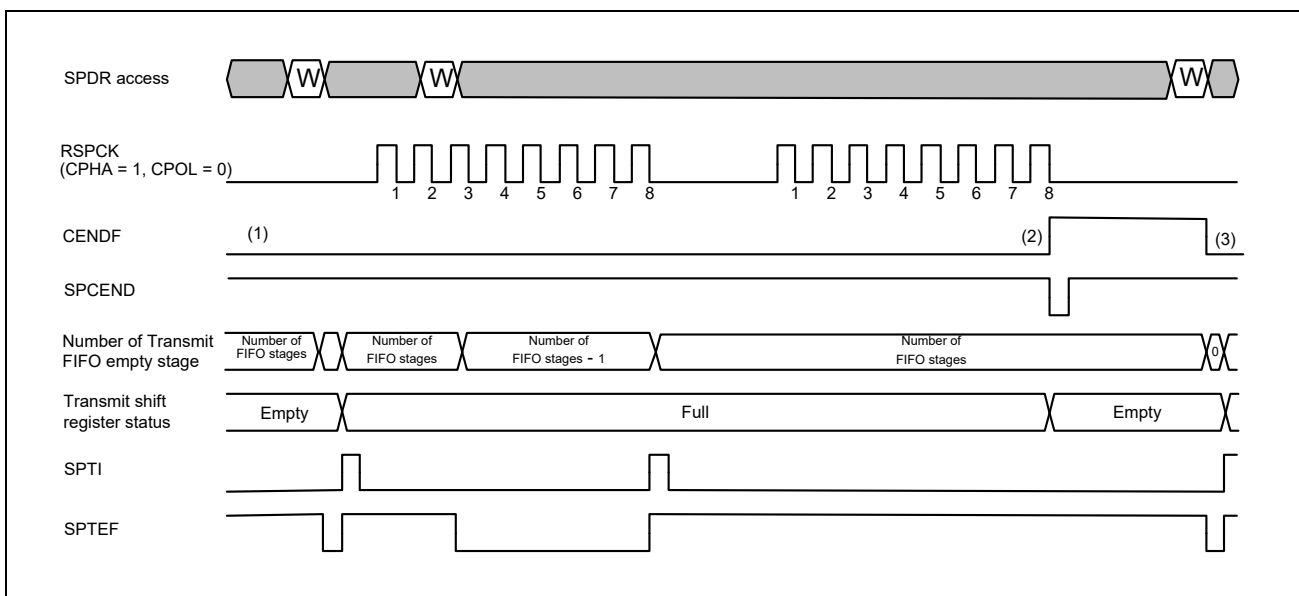 SPDR access
W W W
RSPCK
(CPHA = 1, CPOL = 0)
1 2 3 4 5 6 7 8 1 2 3 4 5 6 7 8
CENDF (1) (2) (3)
SPCEND
Number of Transmit
FIFO empty stage
Number of
FIFO stages
Number of
FIFO stages
Number of
FIFO stages - 1
Number of
FIFO stages
0
Transmit shift
register status
Empty Full Empty
SPTI
SPTEF